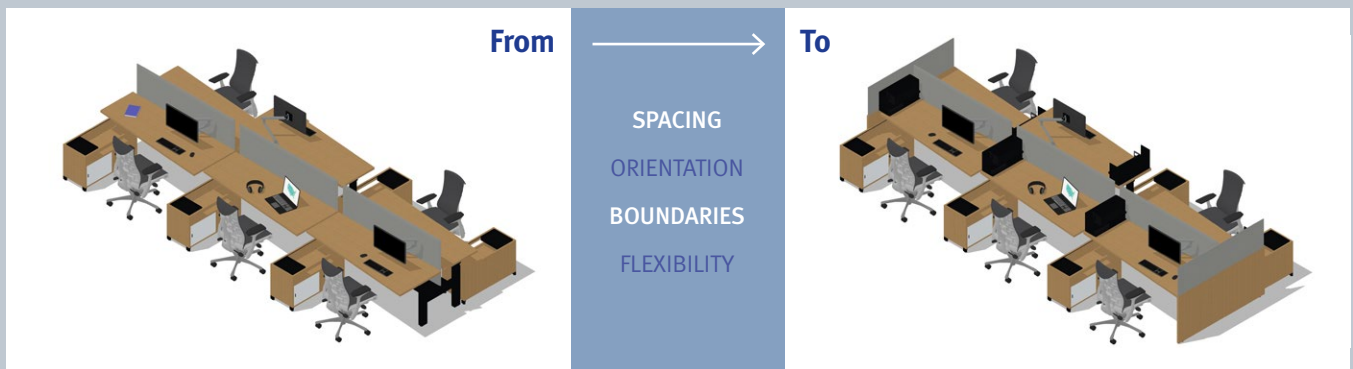 From
To
SPACING
ORIENTATION
BOUNDARIES
FLEXIBILITY